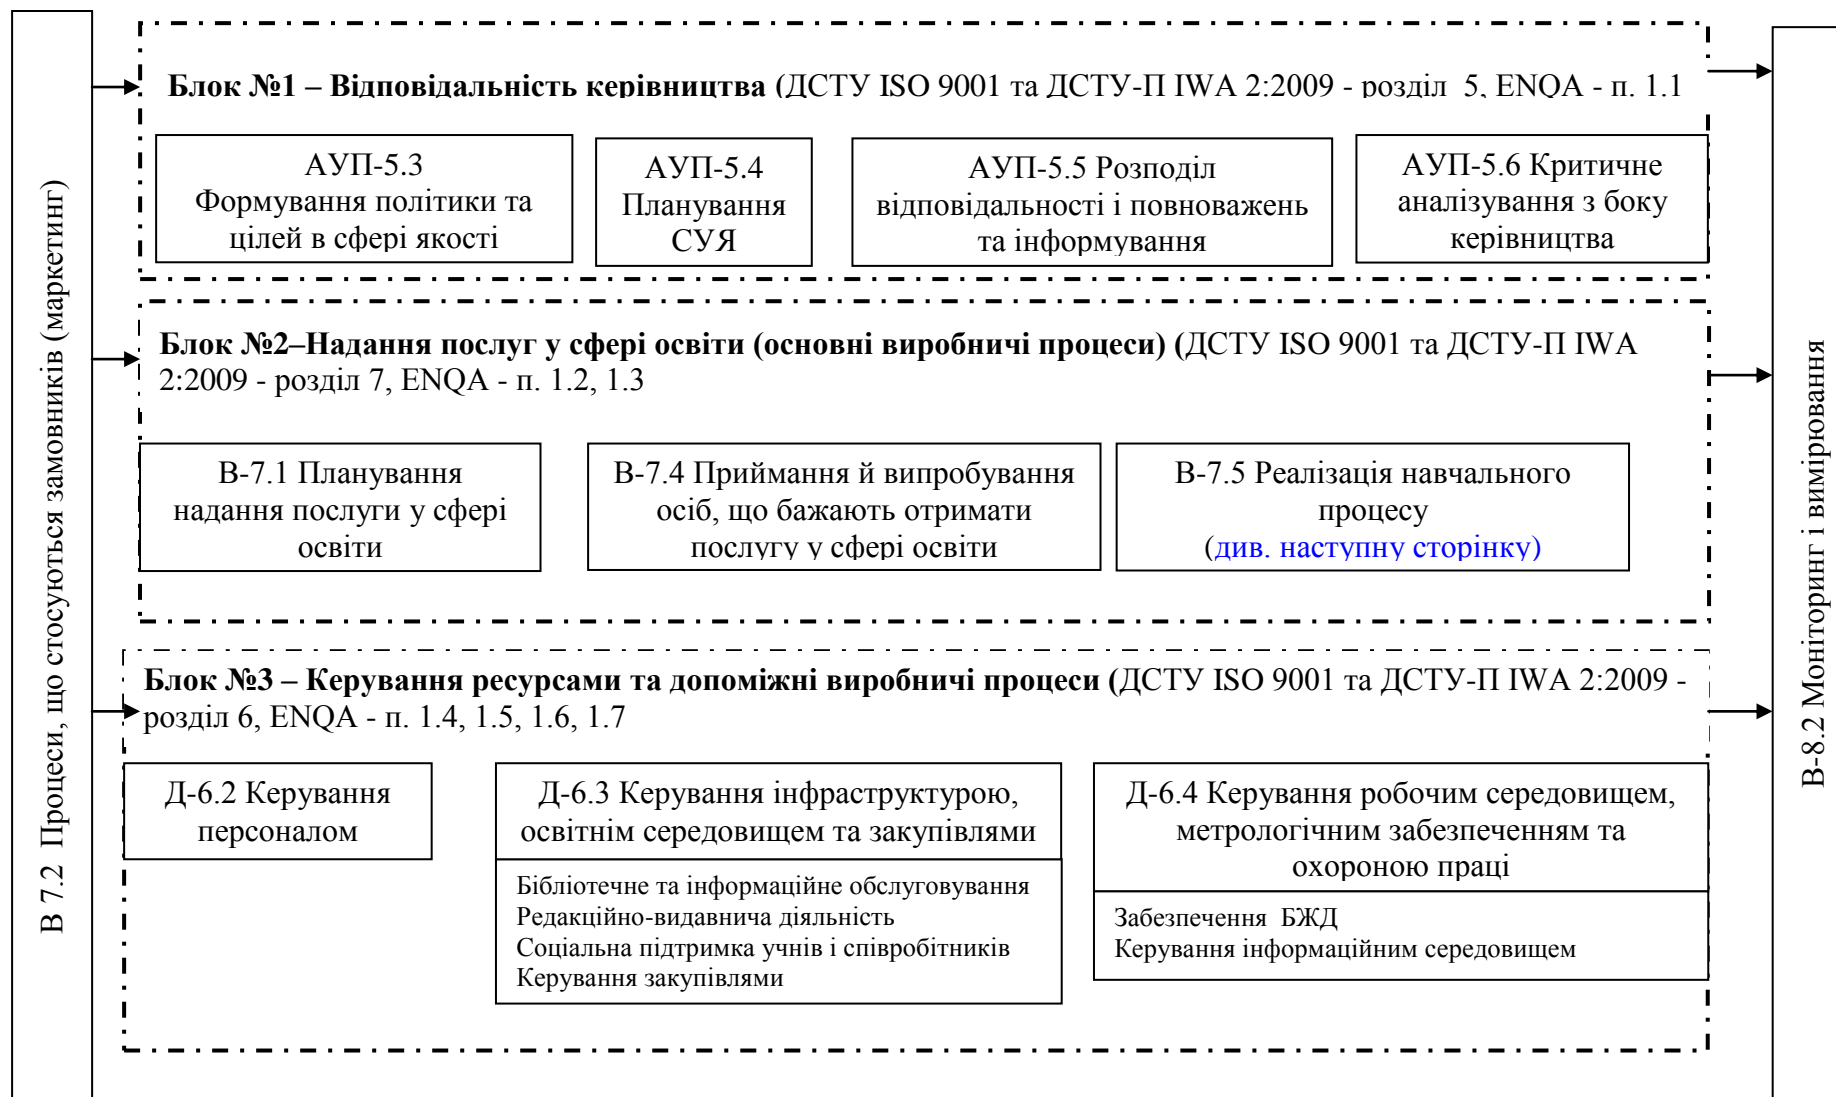 В 7.2  Процеси, що стосуються замовників (маркетинг)
Блок №1 – Відповідальність керівництва (ДСТУ ISO 9001 та ДСТУ-П IWA 2:2009 - розділ  5, ENQA - п. 1.1
АУП-5.3
Формування політики та
цілей в сфері якості
АУП-5.4
Планування
СУЯ
АУП-5.5 Розподіл
відповідальності і повноважень
та інформування
АУП-5.6 Критичне
аналізування з боку
керівництва
Блок №2–Надання послуг у сфері освіти (основні виробничі процеси) (ДСТУ ISO 9001 та ДСТУ-П IWA
2:2009 - розділ 7, ENQA - п. 1.2, 1.3
В-7.1 Планування
надання послуги у сфері
освіти
В-7.4 Приймання й випробування
осіб, що бажають отримати
послугу у сфері освіти
В-7.5 Реалізація навчального
процесу
(див. наступну сторінку)
Блок №3 – Керування ресурсами та допоміжні виробничі процеси (ДСТУ ISO 9001 та ДСТУ-П IWA 2:2009 -
розділ 6, ENQA - п. 1.4, 1.5, 1.6, 1.7
Д-6.2 Керування
персоналом
Д-6.3 Керування інфраструктурою,
освітнім середовищем та закупівлями
Бібліотечне та інформаційне обслуговування
Редакційно-видавнича діяльність
Соціальна підтримка учнів і співробітників
Керування закупівлями
Д-6.4 Керування робочим середовищем,
метрологічним забезпеченням та
охороною праці
Забезпечення  БЖД
Керування інформаційним середовищем
В-8.2 Моніторинг і вимірювання